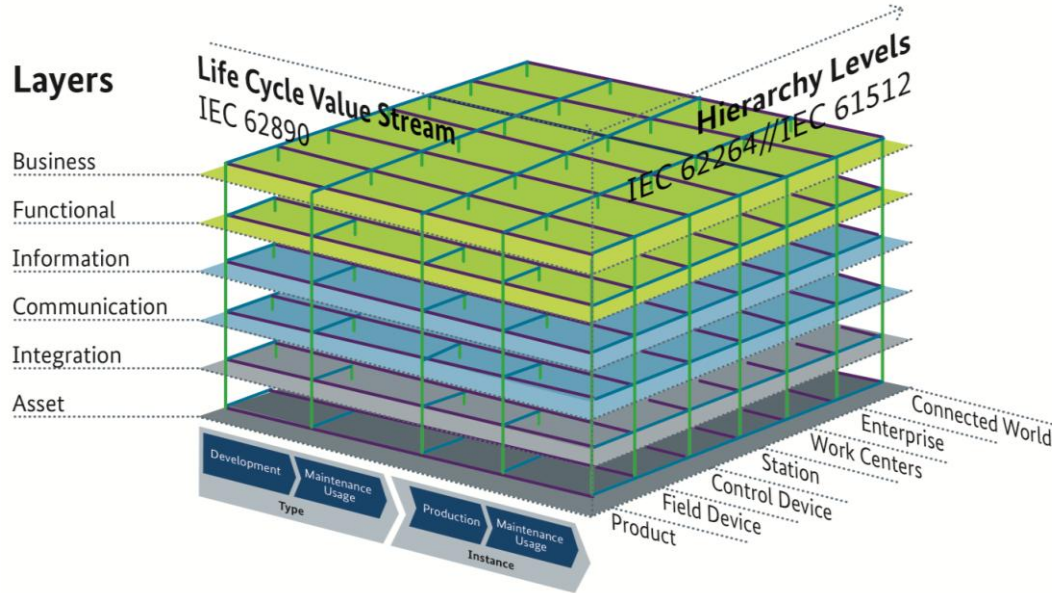 Layers
Life Cycle Value Stream
IEC 62890
Hierarchy Levels
IEC 62264//IEC 61512
Business
Functional
Information
Communication
Integration
Asset
Development
Maintenance
Usage
Type
Production
Maintenance
Usage
Instance
Connected World
Enterprise
Work Centers
Station
Control Device
Field Device
Product